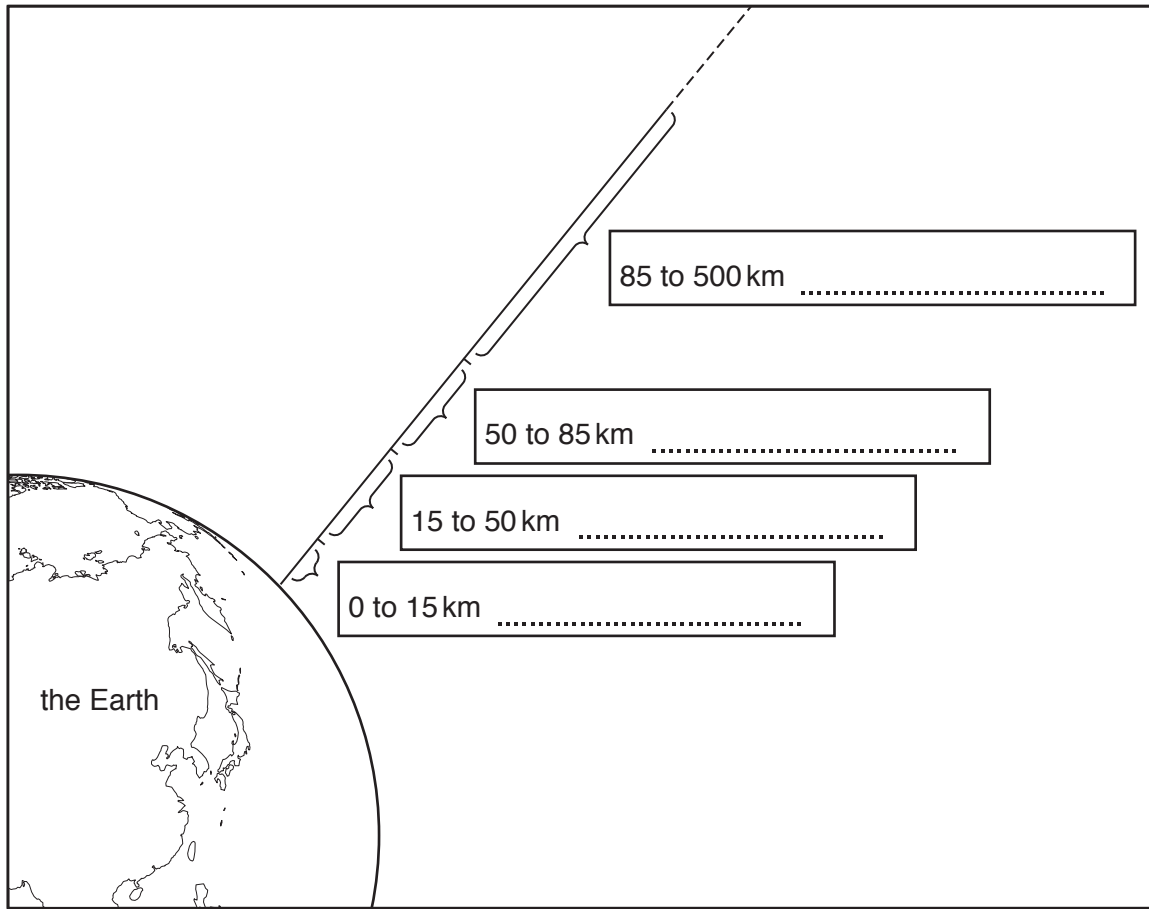 85 to 500 km ........................................
50 to 85 km ........................................
15 to 50 km ........................................
0 to 15 km ........................................
the Earth